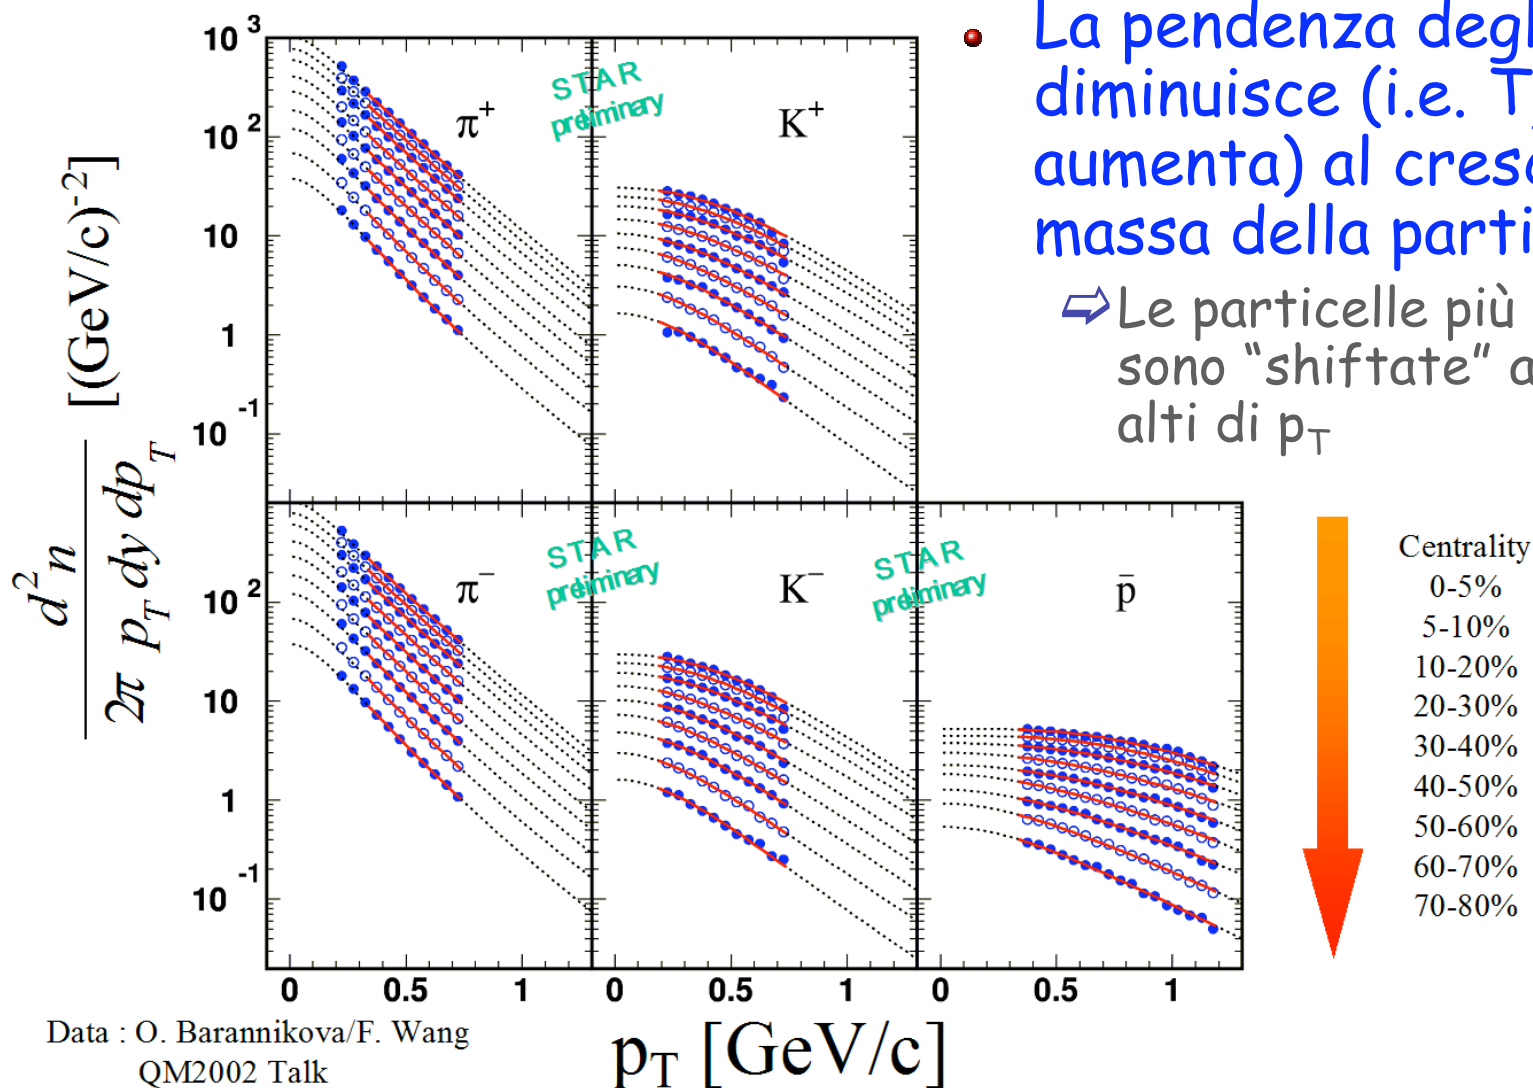 La pendenza degl
diminuisce (i.e. T
aumenta) al cresc
massa della parti
Le particelle più
sono "shiftate" a
alti di pT
10 3
10 2
10
1
10 -1
π+
STAR
preliminary
K+
d²n
2π pT dy dpT
[(GeV/c)-2]
10 2
10
1
10 -1
π−
STAR
preliminary
K−
STAR
preliminary
p̄
0 0.5 1
0 0.5 1
0 0.5 1
pT [GeV/c]
Centrality
0-5%
5-10%
10-20%
20-30%
30-40%
40-50%
50-60%
60-70%
70-80%
Data : O. Barannikova/F. Wang
QM2002 Talk